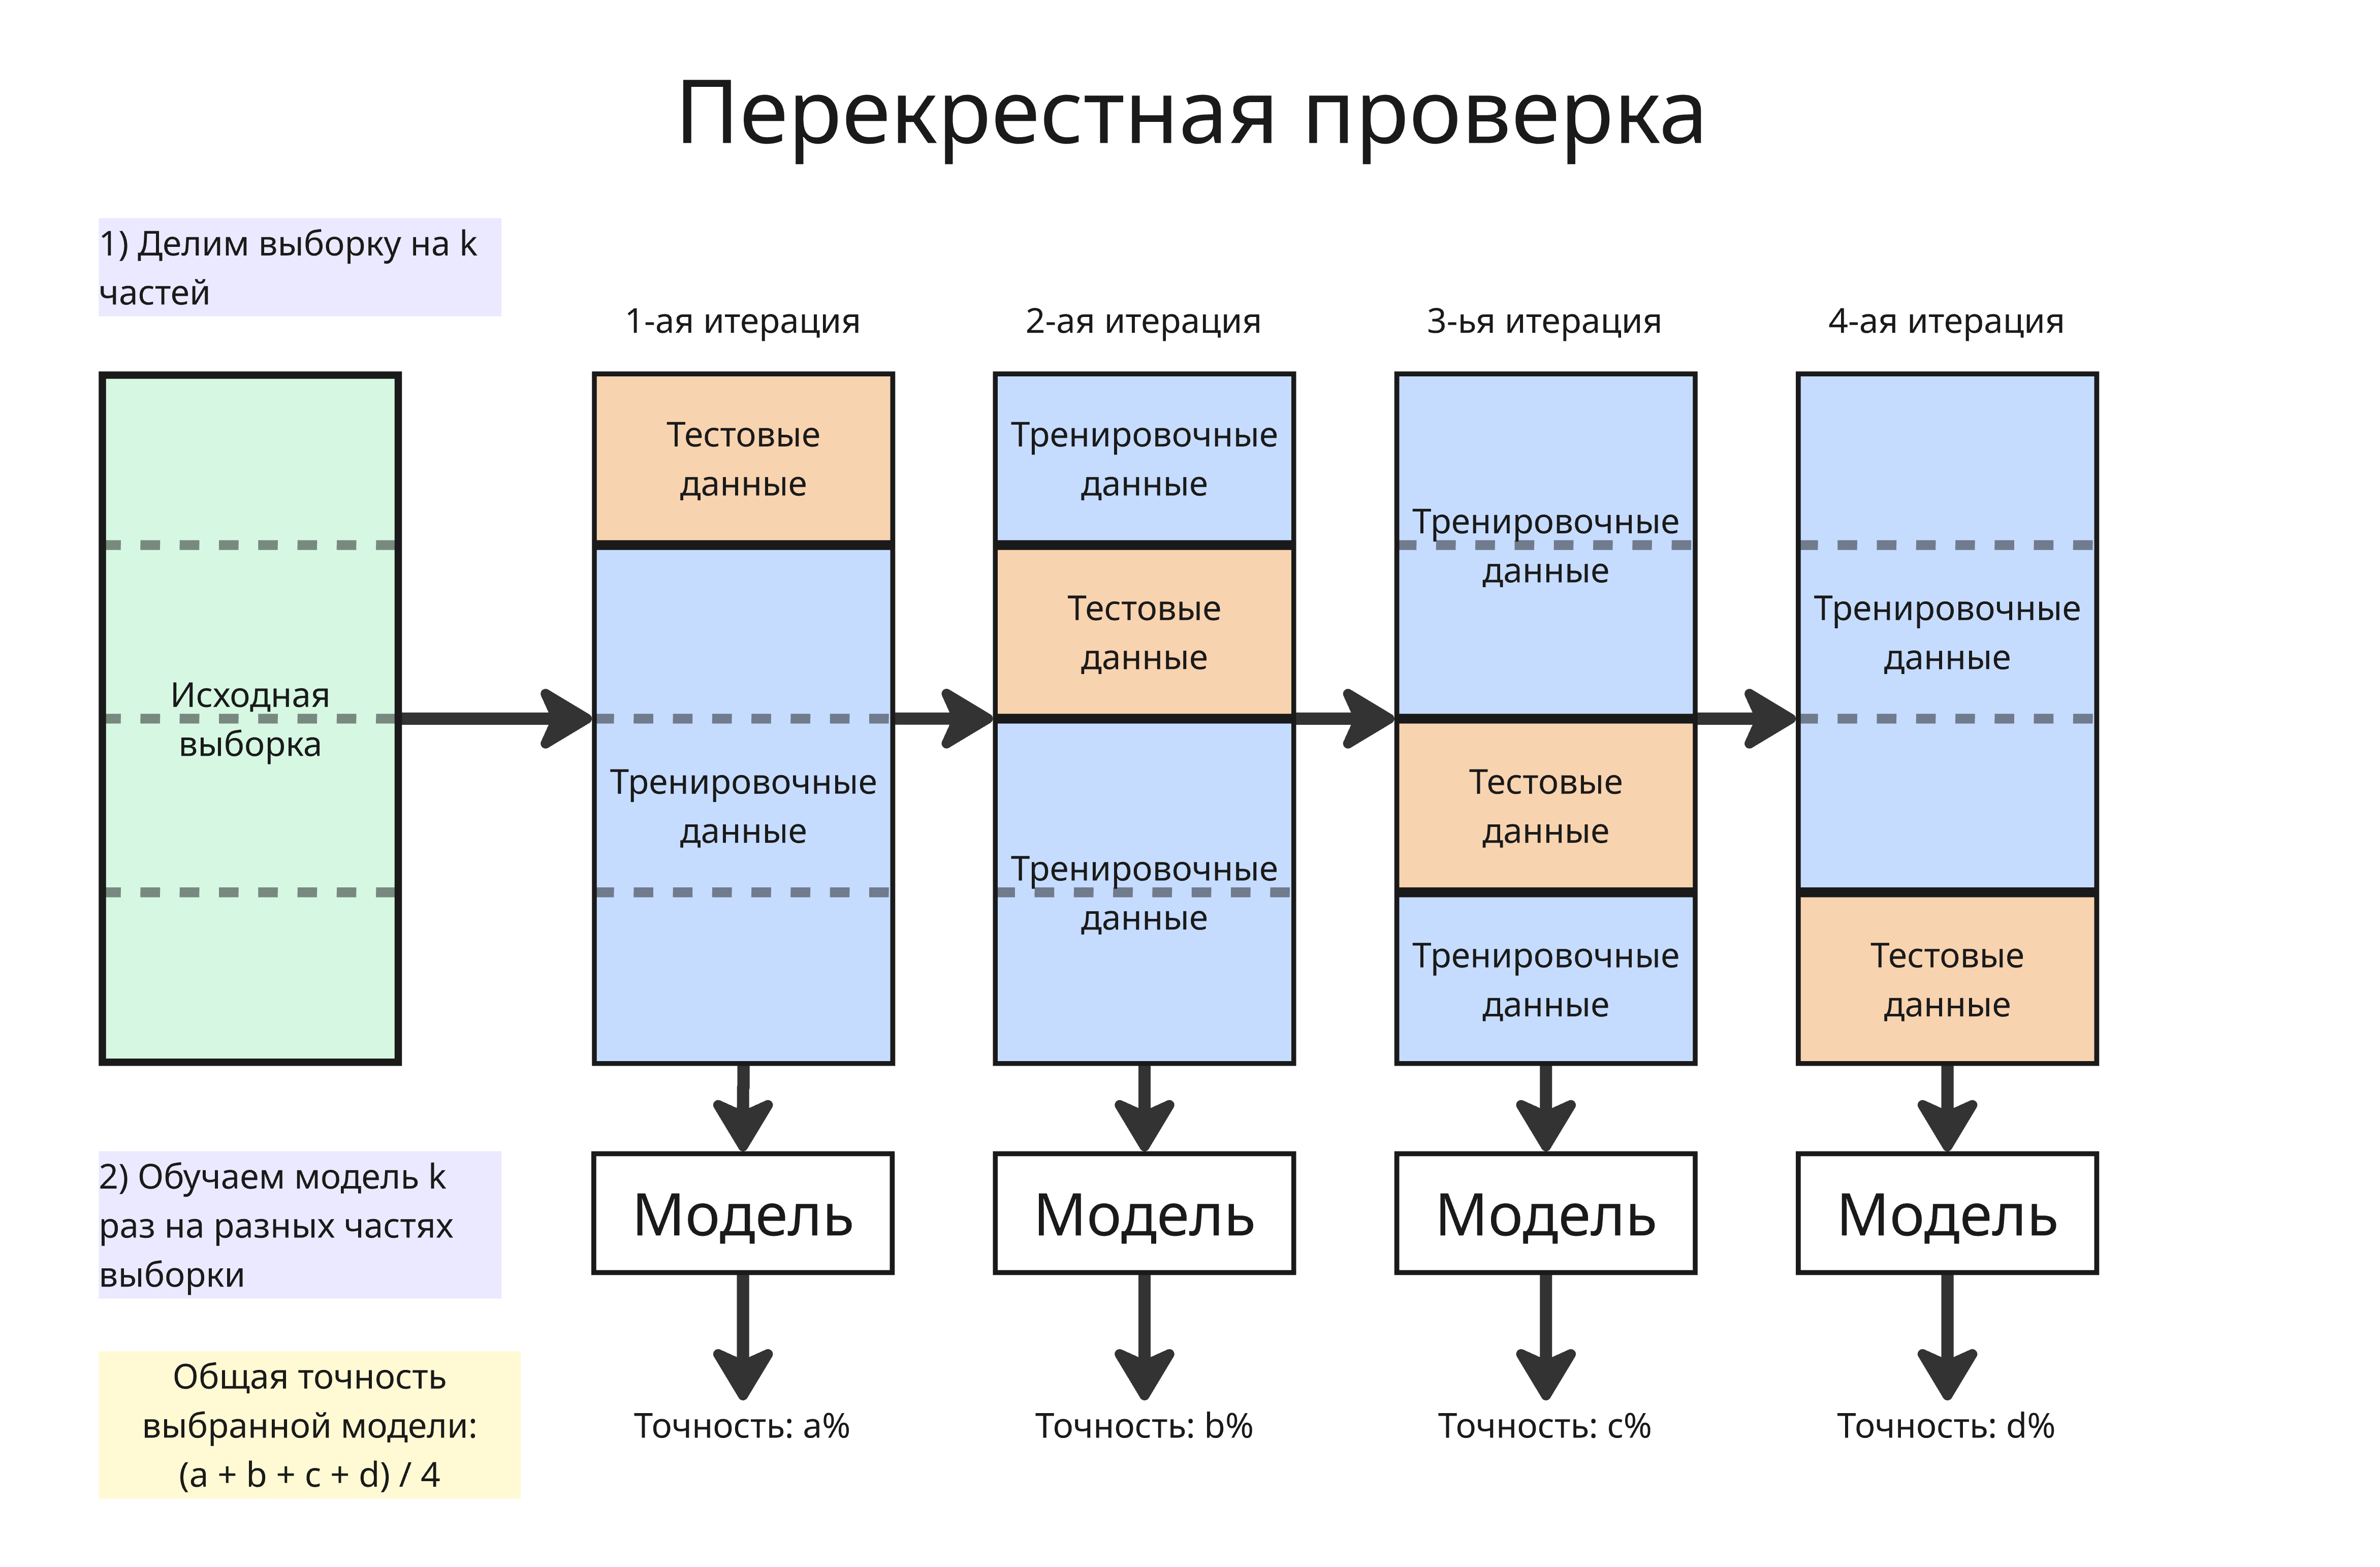 Перекрестная проверка
1) Делим выборку на k
частей
1-ая итерация
2-ая итерация
3-ья итерация
4-ая итерация
Исходная
выборка
Тестовые
данные
Тренировочные
данные
Тренировочные
данные
Тестовые
данные
Тренировочные
данные
Тренировочные
данные
Тестовые
данные
Тренировочные
данные
Тренировочные
данные
Тестовые
данные
2) Обучаем модель k
раз на разных частях
выборки
Модель
Модель
Модель
Модель
Общая точность
выбранной модели:
(a + b + c + d) / 4
Точность: a%
Точность: b%
Точность: c%
Точность: d%